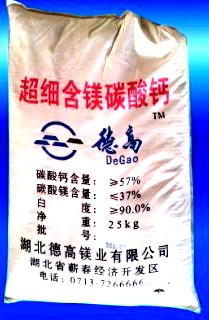 超细含镁碳酸钙
TM
德高
DeGao
碳酸钙含量：≥57%
碳酸镁含量：≤37%
白 度：≥90.0%
净 重：25kg
批 号：
湖北德高镁业有限公司
湖北省蕲春经济开发区
电话：0713-7266666